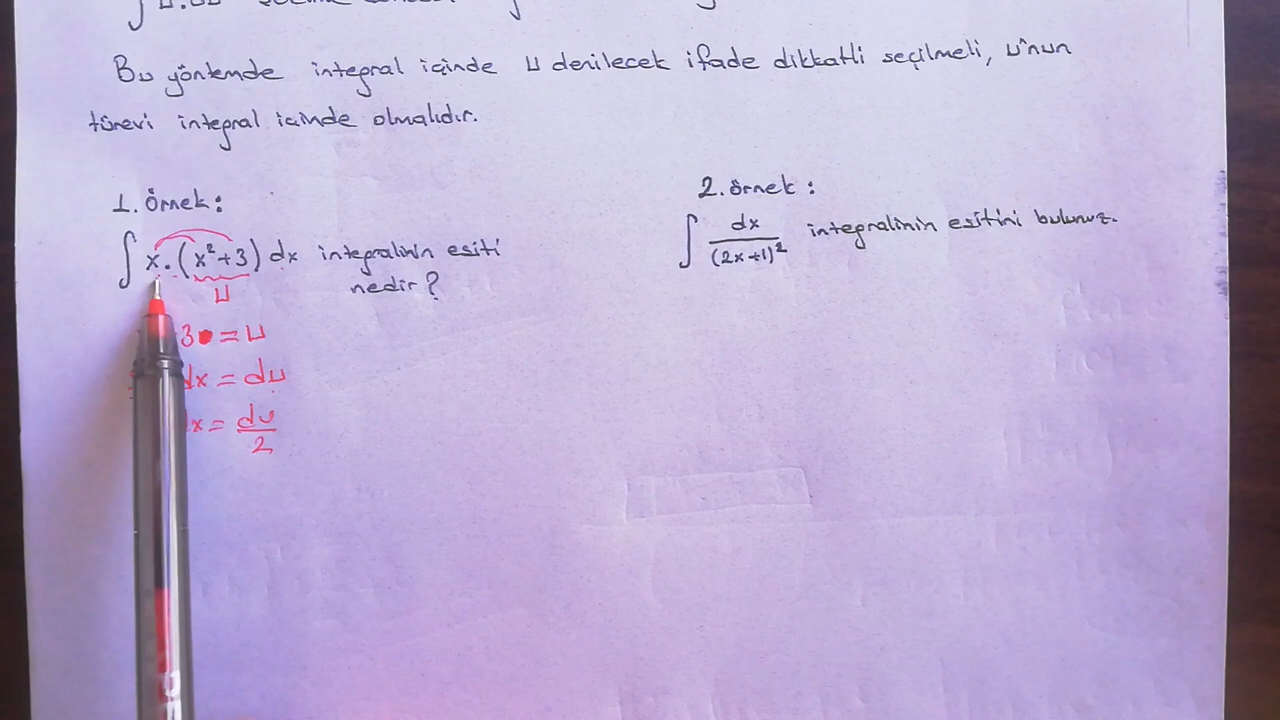 Bu yöntemde integral içinde u denilecek ifade dikkatli seçilmeli, u'nun
türevi integral içinde olmalıdır.
1. Örnek:
∫ x.(x²+3) dx integralinin eşiti
nedir?
u
3 = u
dx = du
x = du/2
2. örnek:
∫ dx/(2x+1)² integralinin eşitini bulunuz.